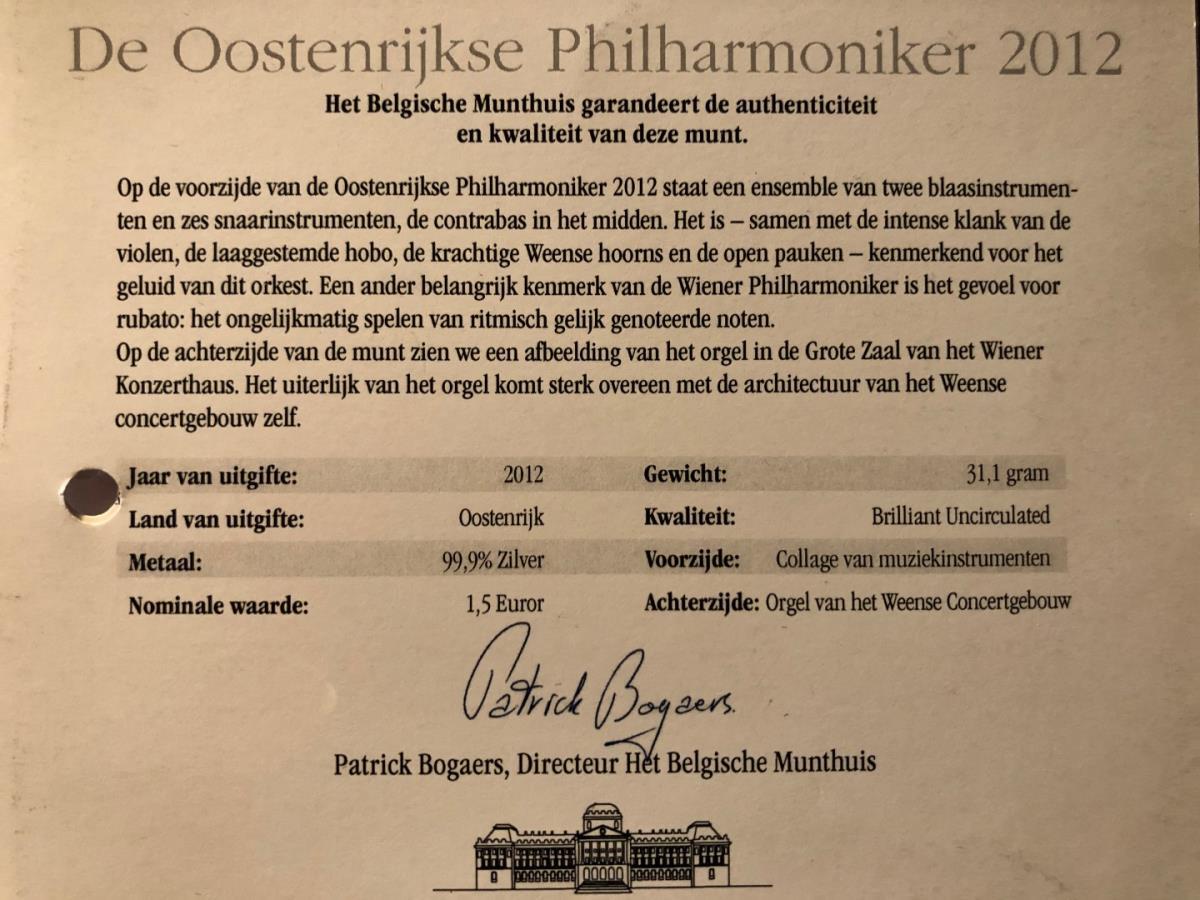 De Oostenrijkse Philharmoniker 2012
Het Belgische Munthuis garandeert de authenticiteit
en kwaliteit van deze munt.
Op de voorzijde van de Oostenrijkse Philharmoniker 2012 staat een ensemble van twee blaasinstrumen-
ten en zes snaarinstrumenten, de contrabas in het midden. Het is – samen met de intense klank van de
violen, de laaggestemde hobo, de krachtige Weense hoorns en de open pauken – kenmerkend voor het
geluid van dit orkest. Een ander belangrijk kenmerk van de Wiener Philharmoniker is het gevoel voor
rubato: het ongelijkmatig spelen van ritmisch gelijk genoteerde noten.
Op de achterzijde van de munt zien we een afbeelding van het orgel in de Grote Zaal van het Wiener
Konzerthaus. Het uiterlijk van het orgel komt sterk overeen met de architectuur van het Weense
concertgebouw zelf.
Jaar van uitgifte: 2012 Gewicht: 31,1 gram
Land van uitgifte: Oostenrijk Kwaliteit: Brilliant Uncirculated
Metaal: 99,9% Zilver Voorzijde: Collage van muziekinstrumenten
Nominale waarde: 1,5 Euror Achterzijde: Orgel van het Weense Concertgebouw
Patrick Bogaers.
Patrick Bogaers, Directeur Het Belgische Munthuis